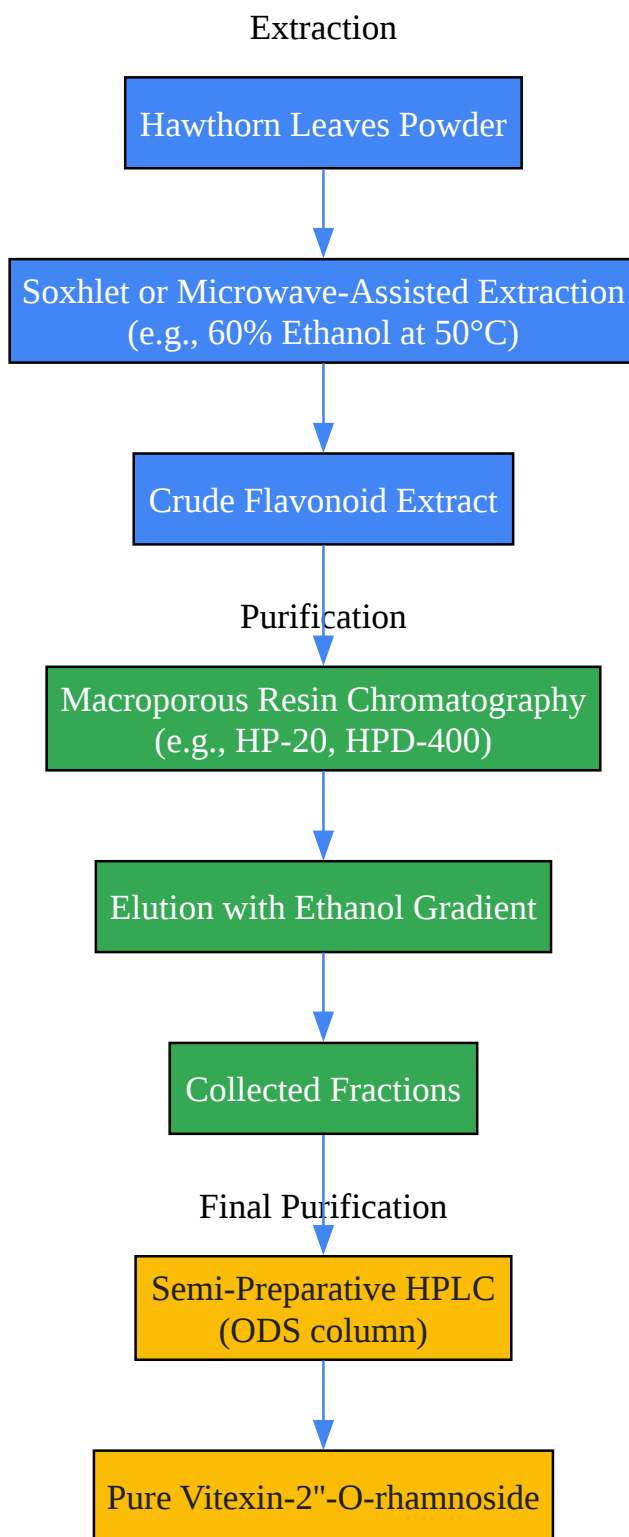 Extraction
Hawthorn Leaves Powder
Soxhlet or Microwave-Assisted Extraction
(e.g., 60% Ethanol at 50°C)
Crude Flavonoid Extract
Purification
Macroporous Resin Chromatography
(e.g., HP-20, HPD-400)
Elution with Ethanol Gradient
Collected Fractions
Final Purification
Semi-Preparative HPLC
(ODS column)
Pure Vitexin-2"-O-rhamnoside